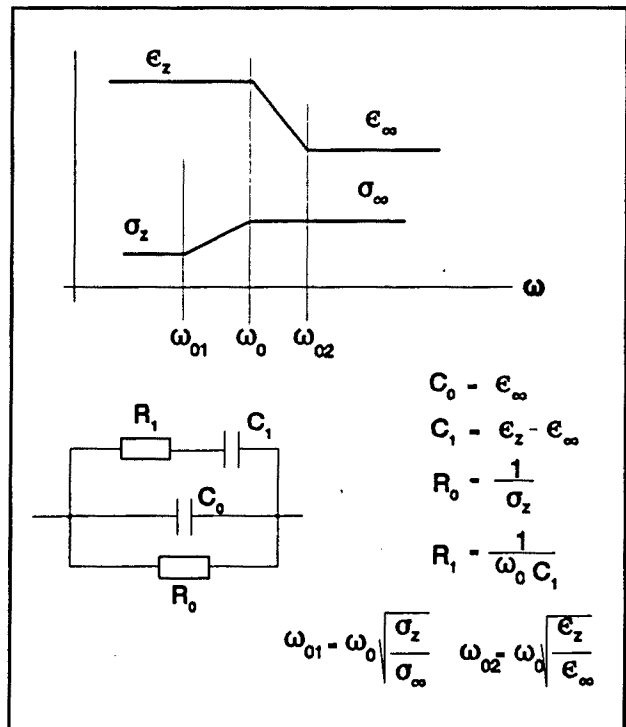 ϵ_z
ϵ_∞
σ_∞
σ_z
ω
ω_01 ω_0 ω_02
R_1 C_1
C_0
R_0
C_0 = ϵ_∞
C_1 = ϵ_z - ϵ_∞
R_0 = 1/σ_z
R_1 = 1/(ω_0 C_1)
ω_01 = ω_0 √(σ_z/σ_∞) ω_02 = ω_0 √(ϵ_z/ϵ_∞)